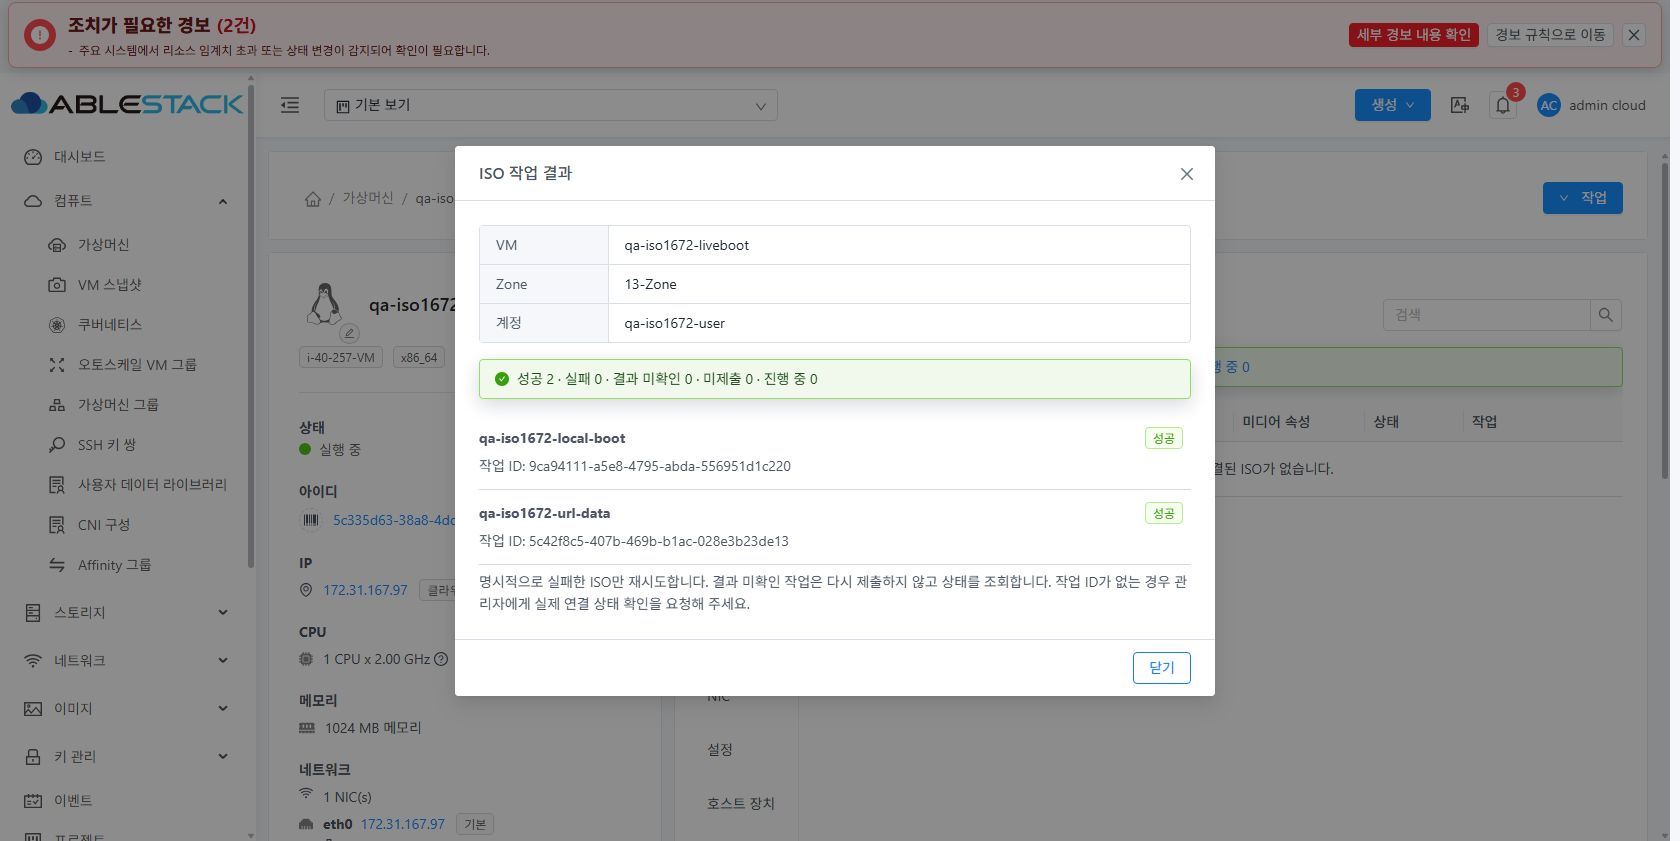 조치가 필요한 경보 (2건)
- 주요 시스템에서 리소스 임계치 초과 또는 상태 변경이 감지되어 확인이 필요합니다.
세부 경보 내용 확인
경보 규칙으로 이동
ABLESTACK
기본 보기
생성
3
AC admin cloud
대시보드
컴퓨트
가상머신
VM 스냅샷
쿠버네티스
오토스케일 VM 그룹
가상머신 그룹
SSH 키 쌍
사용자 데이터 라이브러리
CNI 구성
Affinity 그룹
스토리지
네트워크
이미지
키 관리
이벤트
프로젝트
/ 가상머신 / qa-iso
작업
qa-iso1672
i-40-257-VM
x86_64
상태
실행 중
아이디
5c335d63-38a8-4dc
IP
172.31.167.97
클라우
CPU
1 CPU x 2.00 GHz
메모리
1024 MB 메모리
네트워크
1 NIC(s)
eth0 172.31.167.97 기본
검색
행 중 0
미디어 속성
상태
작업
결된 ISO가 없습니다.
NIC
설정
호스트 장치
ISO 작업 결과
VM qa-iso1672-liveboot
Zone 13-Zone
계정 qa-iso1672-user
성공 2 · 실패 0 · 결과 미확인 0 · 미제출 0 · 진행 중 0
qa-iso1672-local-boot 성공
작업 ID: 9ca94111-a5e8-4795-abda-556951d1c220
qa-iso1672-url-data 성공
작업 ID: 5c42f8c5-407b-469b-b1ac-028e3b23de13
명시적으로 실패한 ISO만 재시도합니다. 결과 미확인 작업은 다시 제출하지 않고 상태를 조회합니다. 작업 ID가 없는 경우 관
리자에게 실제 연결 상태 확인을 요청해 주세요.
닫기